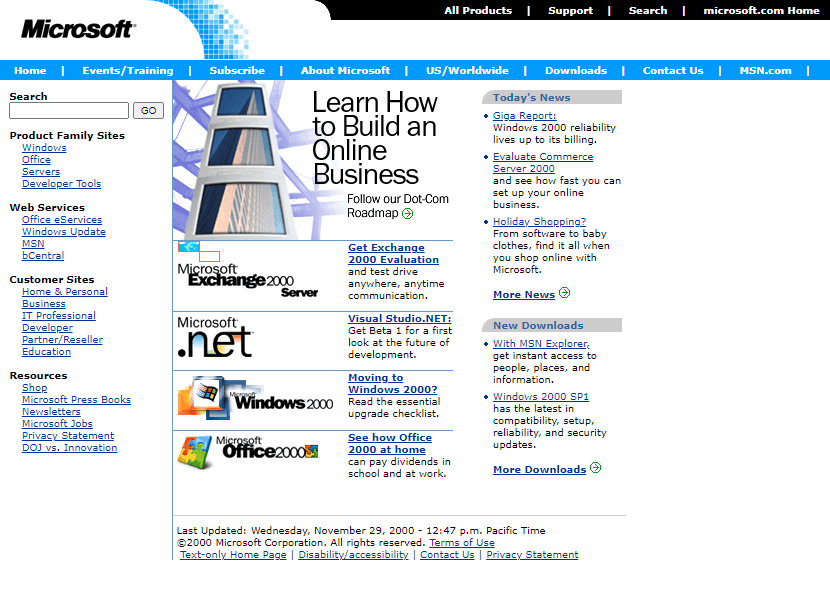 All Products | Support | Search | microsoft.com Home
Microsoft
Home | Events/Training | Subscribe | About Microsoft | US/Worldwide | Downloads | Contact Us | MSN.com |
Search
GO
Product Family Sites
Windows
Office
Servers
Developer Tools
Web Services
Office eServices
Windows Update
MSN
bCentral
Customer Sites
Home & Personal
Business
IT Professional
Developer
Partner/Reseller
Education
Resources
Shop
Microsoft Press Books
Newsletters
Microsoft Jobs
Privacy Statement
DOJ vs. Innovation
Learn How
to Build an
Online
Business
Follow our Dot-Com
Roadmap
Microsoft
Exchange 2000
Server
Get Exchange
2000 Evaluation
and test drive
anywhere, anytime
communication.
Microsoft
.net
Visual Studio.NET:
Get Beta 1 for a first
look at the future of
development.
Microsoft
Windows 2000
Moving to
Windows 2000?
Read the essential
upgrade checklist.
Microsoft
Office 2000
See how Office
2000 at home
can pay dividends in
school and at work.
Today's News
Giga Report:
Windows 2000 reliability
lives up to its billing.
Evaluate Commerce
Server 2000
and see how fast you can
set up your online
business.
Holiday Shopping?
From software to baby
clothes, find it all when
you shop online with
Microsoft.
More News
New Downloads
With MSN Explorer,
get instant access to
people, places, and
information.
Windows 2000 SP1
has the latest in
compatibility, setup,
reliability, and security
updates.
More Downloads
Last Updated: Wednesday, November 29, 2000 - 12:47 p.m. Pacific Time
©2000 Microsoft Corporation. All rights reserved. Terms of Use
Text-only Home Page | Disability/accessibility | Contact Us | Privacy Statement